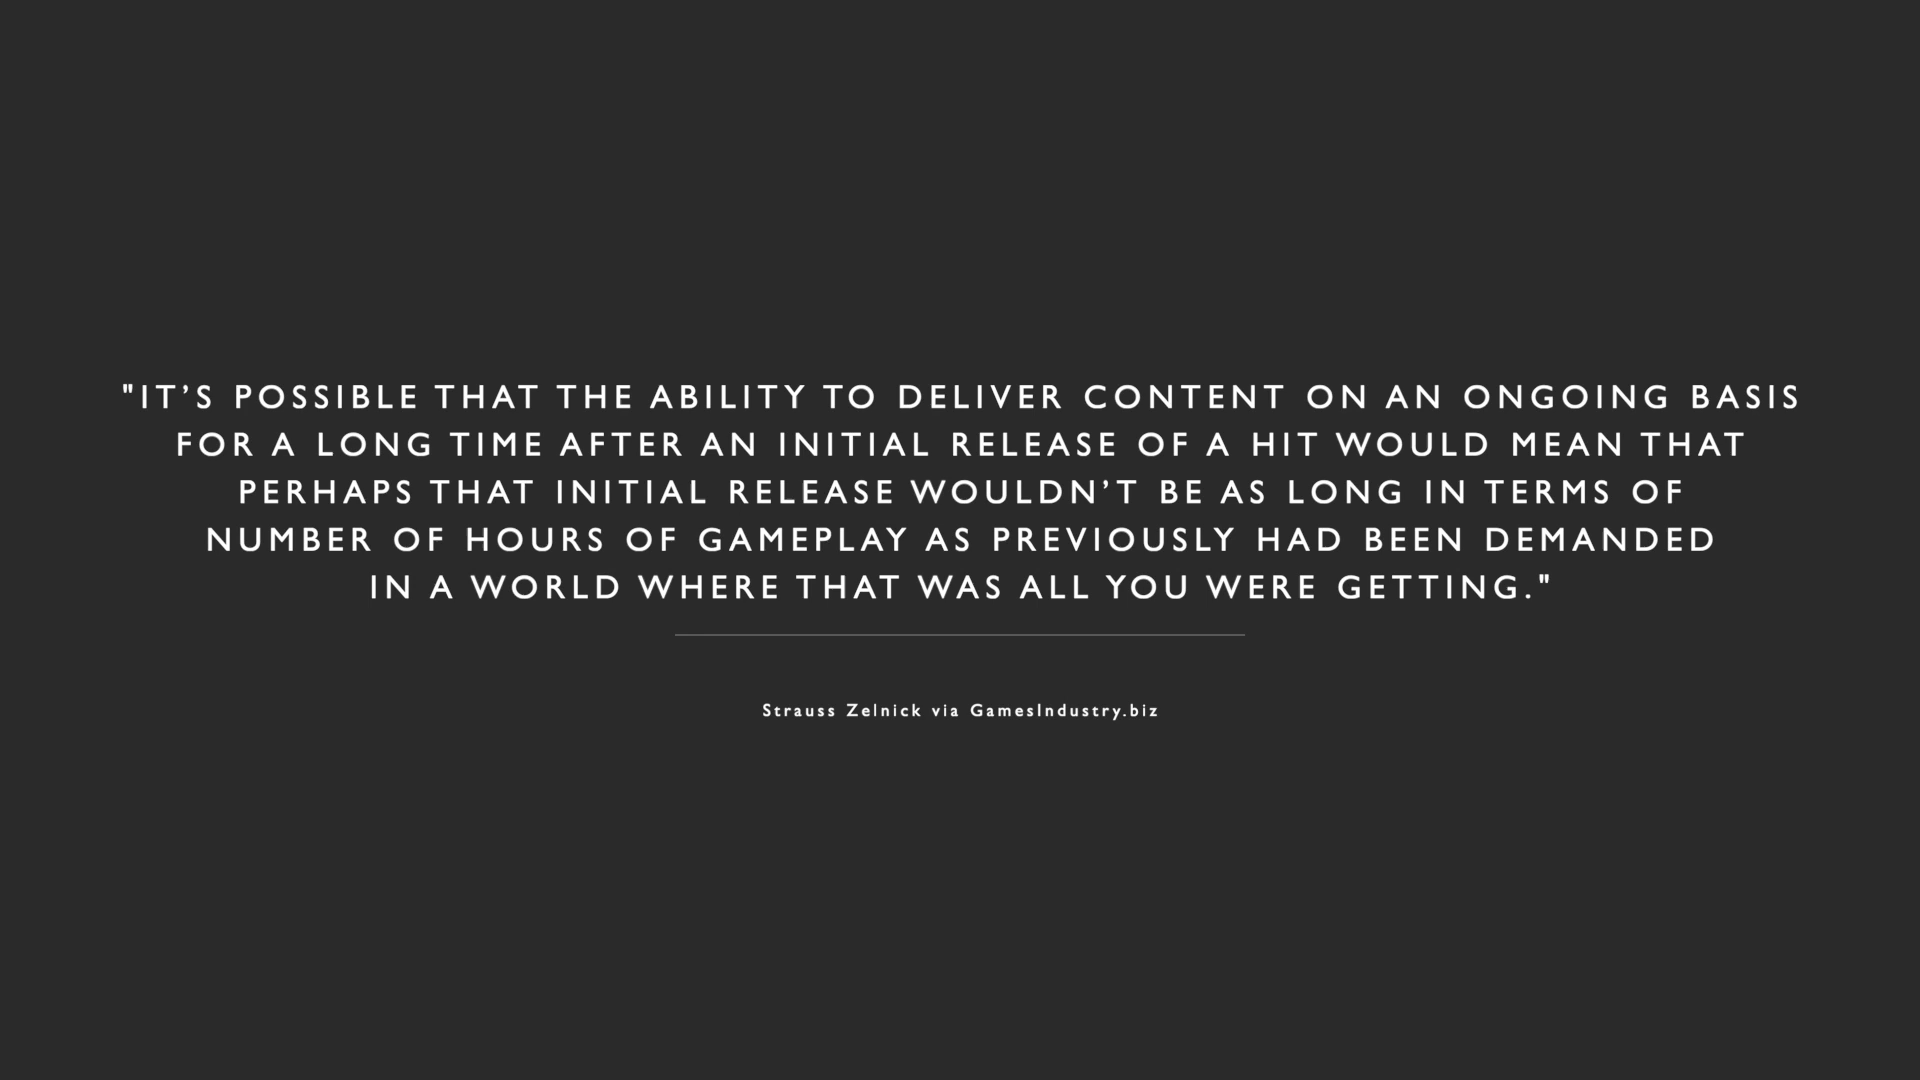 "IT’S POSSIBLE THAT THE ABILITY TO DELIVER CONTENT ON AN ONGOING BASIS
FOR A LONG TIME AFTER AN INITIAL RELEASE OF A HIT WOULD MEAN THAT
PERHAPS THAT INITIAL RELEASE WOULDN’T BE AS LONG IN TERMS OF
NUMBER OF HOURS OF GAMEPLAY AS PREVIOUSLY HAD BEEN DEMANDED
IN A WORLD WHERE THAT WAS ALL YOU WERE GETTING."
Strauss Zelnick via GamesIndustry.biz